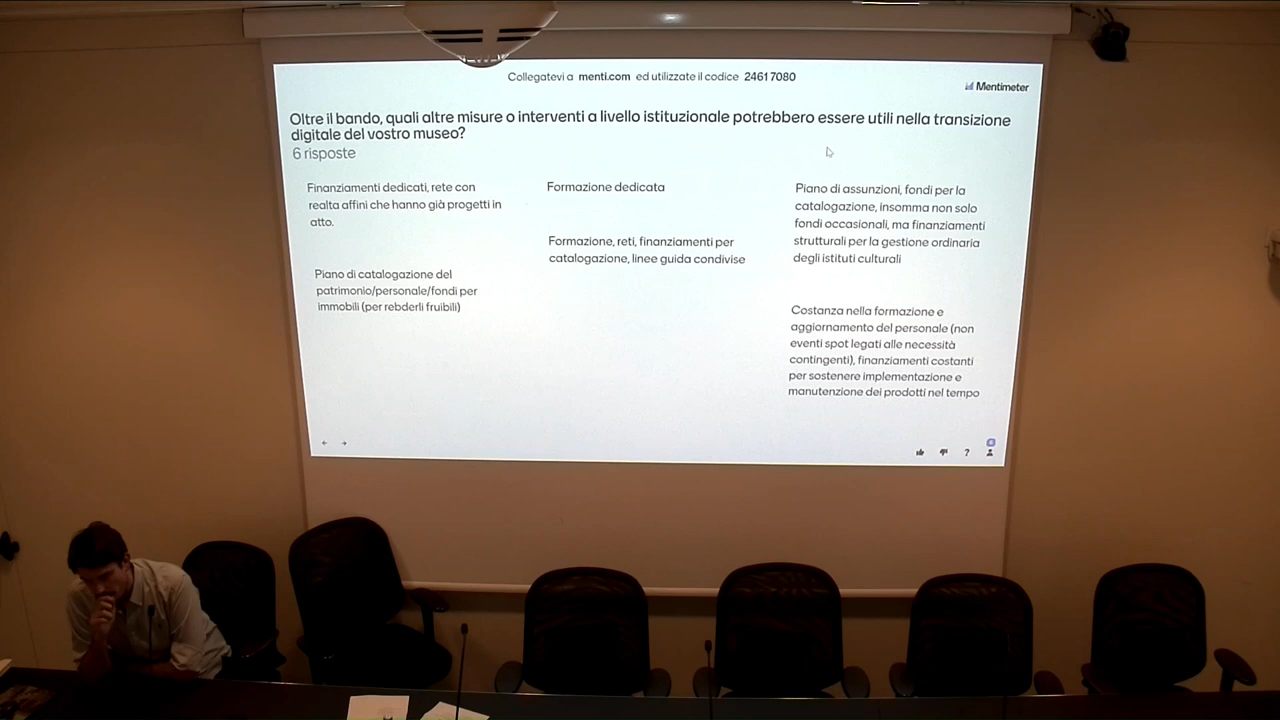 Collegatevi a menti.com ed utilizzate il codice 2461 7080
Mentimeter
Oltre il bando, quali altre misure o interventi a livello istituzionale potrebbero essere utili nella transizione
digitale del vostro museo?
6 risposte
Finanziamenti dedicati, rete con
realta affini che hanno già progetti in
atto.
Piano di catalogazione del
patrimonio/personale/fondi per
immobili (per rebderli fruibili)
Formazione dedicata
Formazione, reti, finanziamenti per
catalogazione, linee guida condivise
Piano di assunzioni, fondi per la
catalogazione, insomma non solo
fondi occasionali, ma finanziamenti
strutturali per la gestione ordinaria
degli istituti culturali
Costanza nella formazione e
aggiornamento del personale (non
eventi spot legati alle necessità
contingenti), finanziamenti costanti
per sostenere implementazione e
manutenzione dei prodotti nel tempo